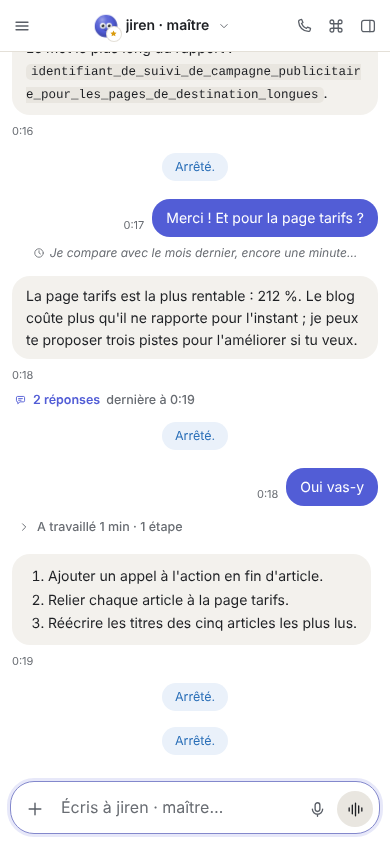 jiren · maître
identifiant_de_suivi_de_campagne_publicitair
e_pour_les_pages_de_destination_longues .
0:16
Arrêté.
0:17
Merci ! Et pour la page tarifs ?
Je compare avec le mois dernier, encore une minute...
La page tarifs est la plus rentable : 212 %. Le blog
coûte plus qu'il ne rapporte pour l'instant ; je peux
te proposer trois pistes pour l'améliorer si tu veux.
0:18
2 réponses dernière à 0:19
Arrêté.
0:18
Oui vas-y
A travaillé 1 min · 1 étape
1. Ajouter un appel à l'action en fin d'article.
2. Relier chaque article à la page tarifs.
3. Réécrire les titres des cinq articles les plus lus.
0:19
Arrêté.
Arrêté.
Écris à jiren · maître...